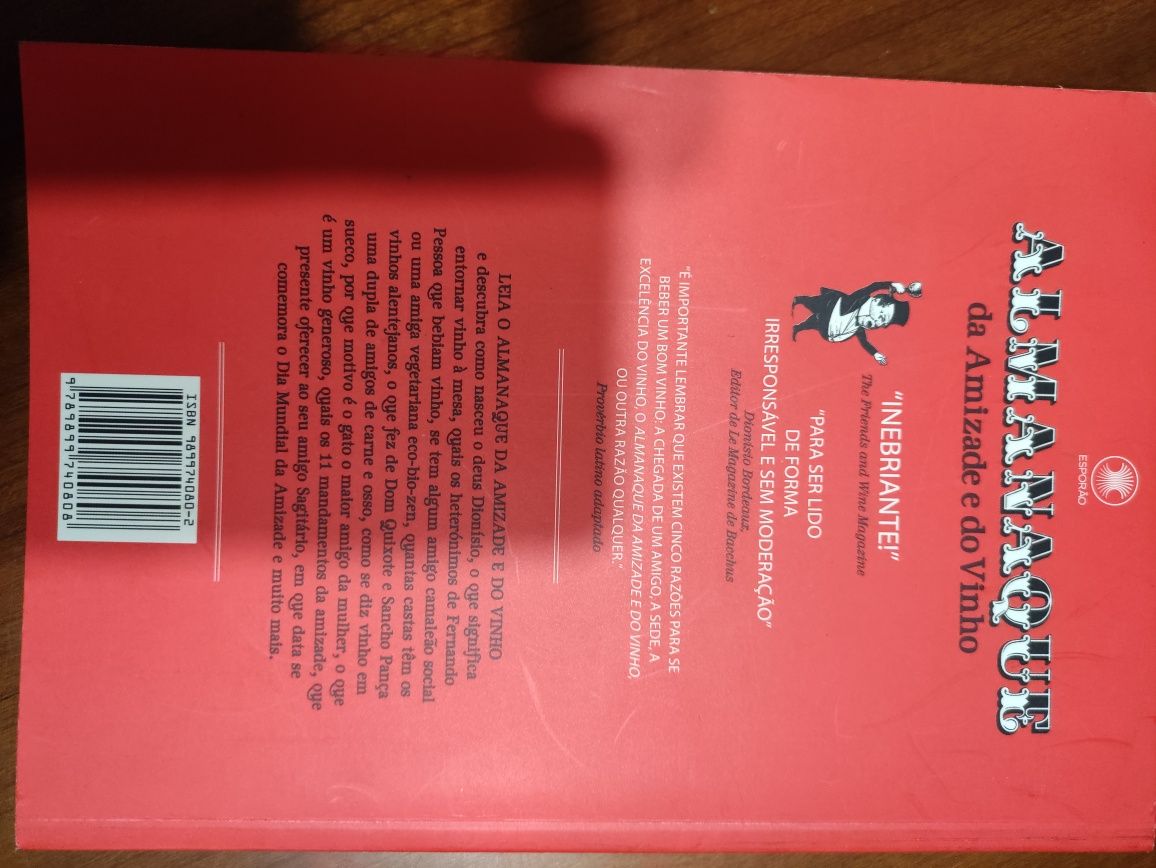 ESPORÃO
ALMANAQUE
da Amizade e do Vinho
"INEBRIANTE!"
The Friends and Wine Magazine
"PARA SER LIDO
DE FORMA
IRRESPONSÁVEL E SEM MODERAÇÃO"
Dionísio Bordeaux,
Editor de Le Magazine de Bacchus
"É IMPORTANTE LEMBRAR QUE EXISTEM CINCO RAZÕES PARA SE
BEBER UM BOM VINHO: A CHEGADA DE UM AMIGO, A SEDE, A
EXCELÊNCIA DO VINHO, O ALMANAQUE DA AMIZADE E DO VINHO,
OU OUTRA RAZÃO QUALQUER."
Provérbio latino adaptado
LEIA O ALMANAQUE DA AMIZADE E DO VINHO
e descubra como nasceu o deus Dionísio, o que significa
entornar vinho à mesa, quais os heterónimos de Fernando
Pessoa que bebiam vinho, se tem algum amigo camaleão social
ou uma amiga vegetariana eco-bio-zen, quantas castas têm os
vinhos alentejanos, o que fez de Dom Quixote e Sancho Pança
uma dupla de amigos de carne e osso, como se diz vinho em
sueco, por que motivo é o gato o maior amigo da mulher, o que
é um vinho generoso, quais os 11 mandamentos da amizade, que
presente oferecer ao seu amigo Sagitário, em que data se
comemora o Dia Mundial da Amizade e muito mais.
ISBN 989974080-2
9 789899 740808